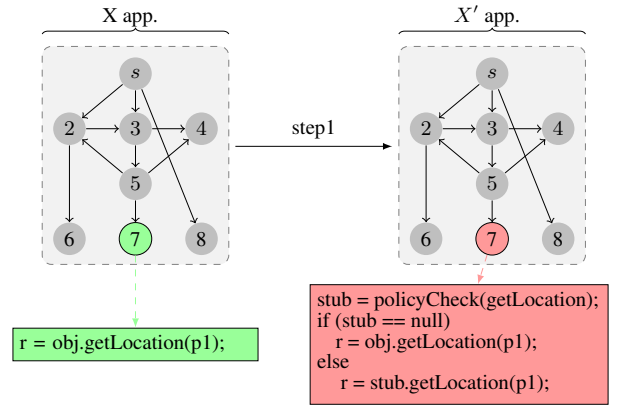 X app.
X′ app.
s
2 3 4
5
6 7 8
step1
s
2 3 4
5
6 7 8
r = obj.getLocation(p1);
stub = policyCheck(getLocation);
if (stub == null)
r = obj.getLocation(p1);
else
r = stub.getLocation(p1);